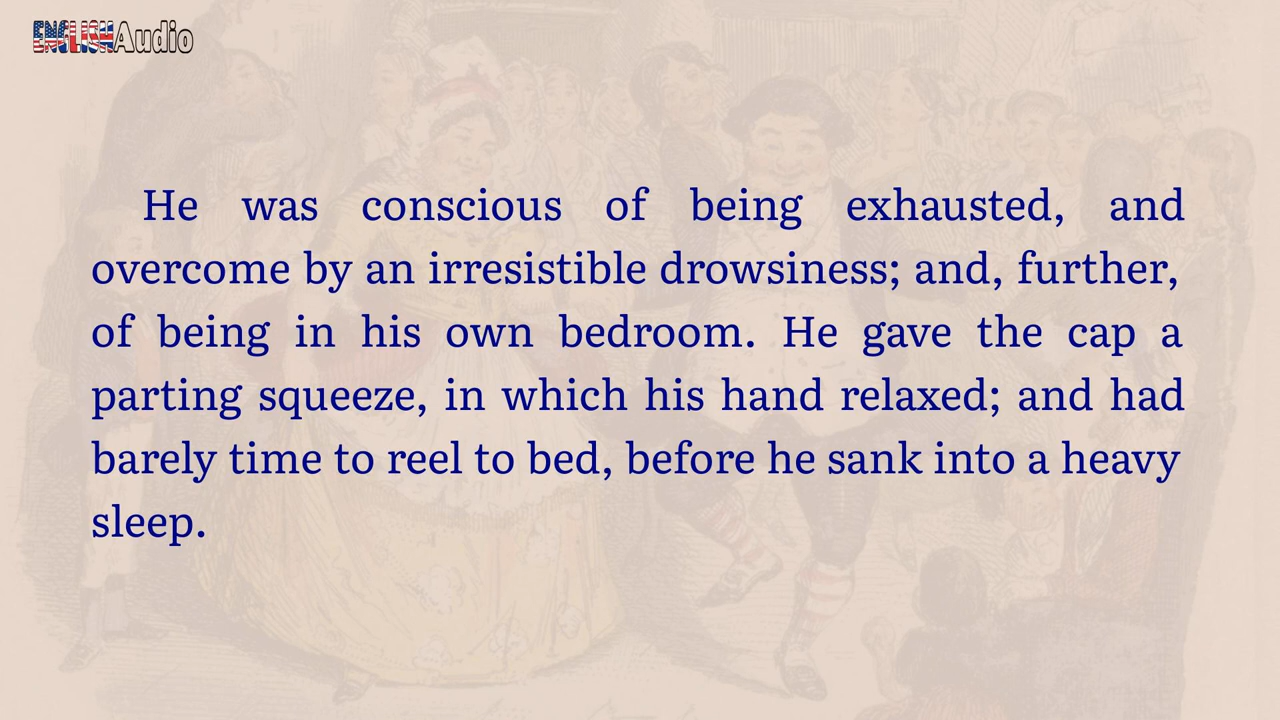 ENGLISHAudio
He was conscious of being exhausted, and
overcome by an irresistible drowsiness; and, further,
of being in his own bedroom. He gave the cap a
parting squeeze, in which his hand relaxed; and had
barely time to reel to bed, before he sank into a heavy
sleep.